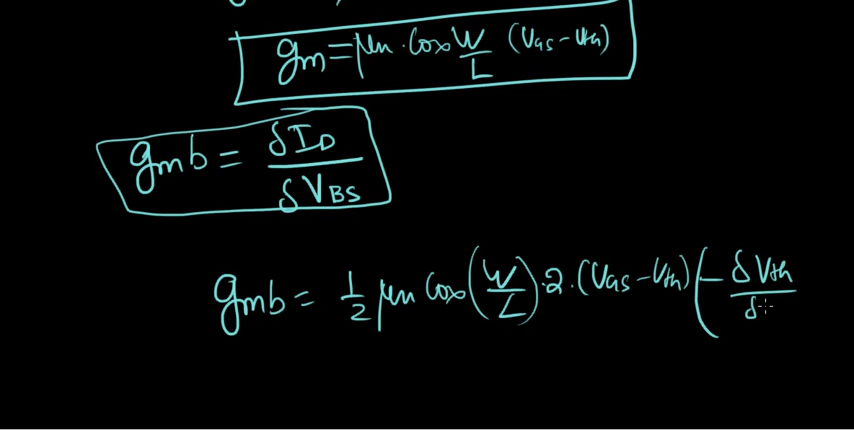 gm = μn · Cox W/L (VGS - Vth)
gmb = δID/δVBS
gmb = 1/2 μn Cox (W/L) · 2 · (VGS - Vth) (- δVth/δ